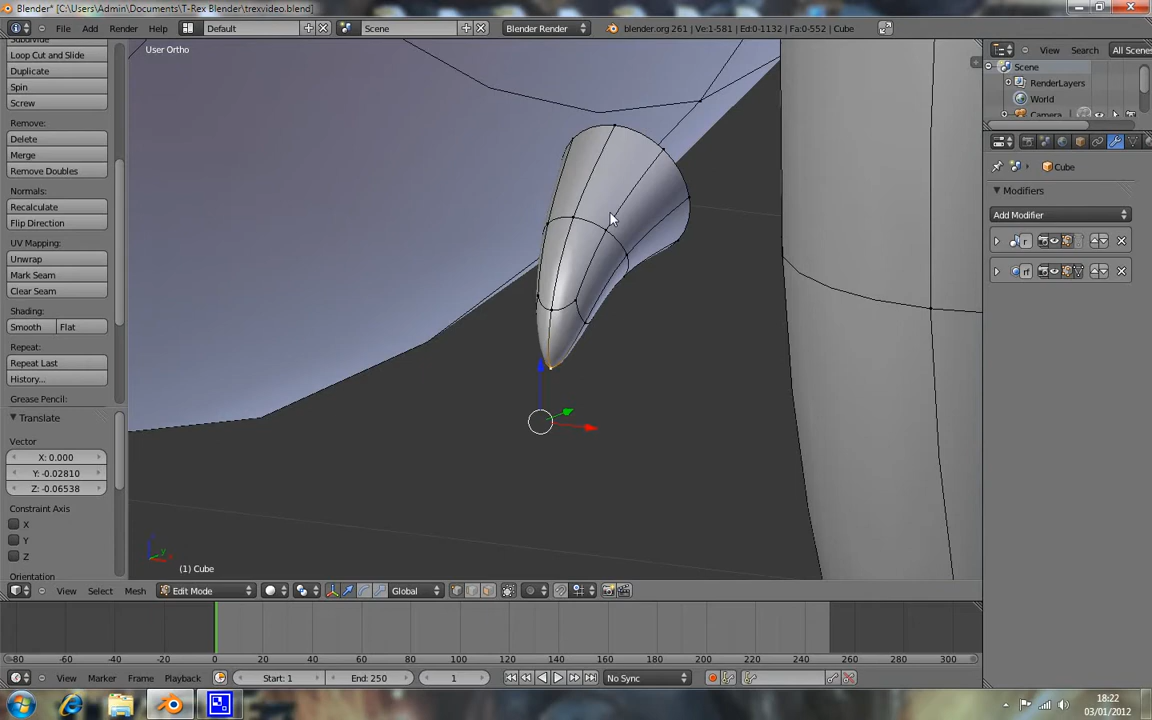 Blender* [C:\Users\Admin\Documents\T-Rex Blender\trexvideo.blend]
File Add Render Help Default Scene Blender Render blender.org 261 | Ve:1-581 | Ed:0-1132 | Fa:0-552 | Cube
Subdivide
Loop Cut and Slide
Duplicate
Spin
Screw
Remove:
Delete
Merge
Remove Doubles
Normals:
Recalculate
Flip Direction
UV Mapping:
Unwrap
Mark Seam
Clear Seam
Shading:
Smooth Flat
Repeat:
Repeat Last
History...
Grease Pencil:
Translate
Vector
X: 0.000
Y: -0.02810
Z: -0.06538
Constraint Axis
X
Y
Z
Orientation
User Ortho
(1) Cube
View Select Mesh Edit Mode Global
View Search All Scenes
Scene
RenderLayers
World
Camera
Cube
Modifiers
Add Modifier
-80 -60 -40 -20 0 20 40 60 80 100 120 140 160 180 200 220 240 260 280 300
View Marker Frame Playback Start: 1 End: 250 1 No Sync
18:22
03/01/2012